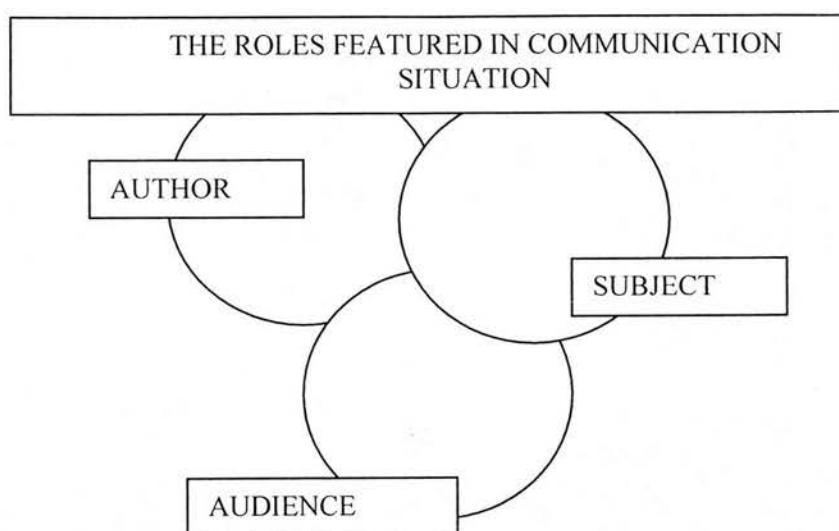 THE ROLES FEATURED IN COMMUNICATION
SITUATION
AUTHOR
SUBJECT
AUDIENCE